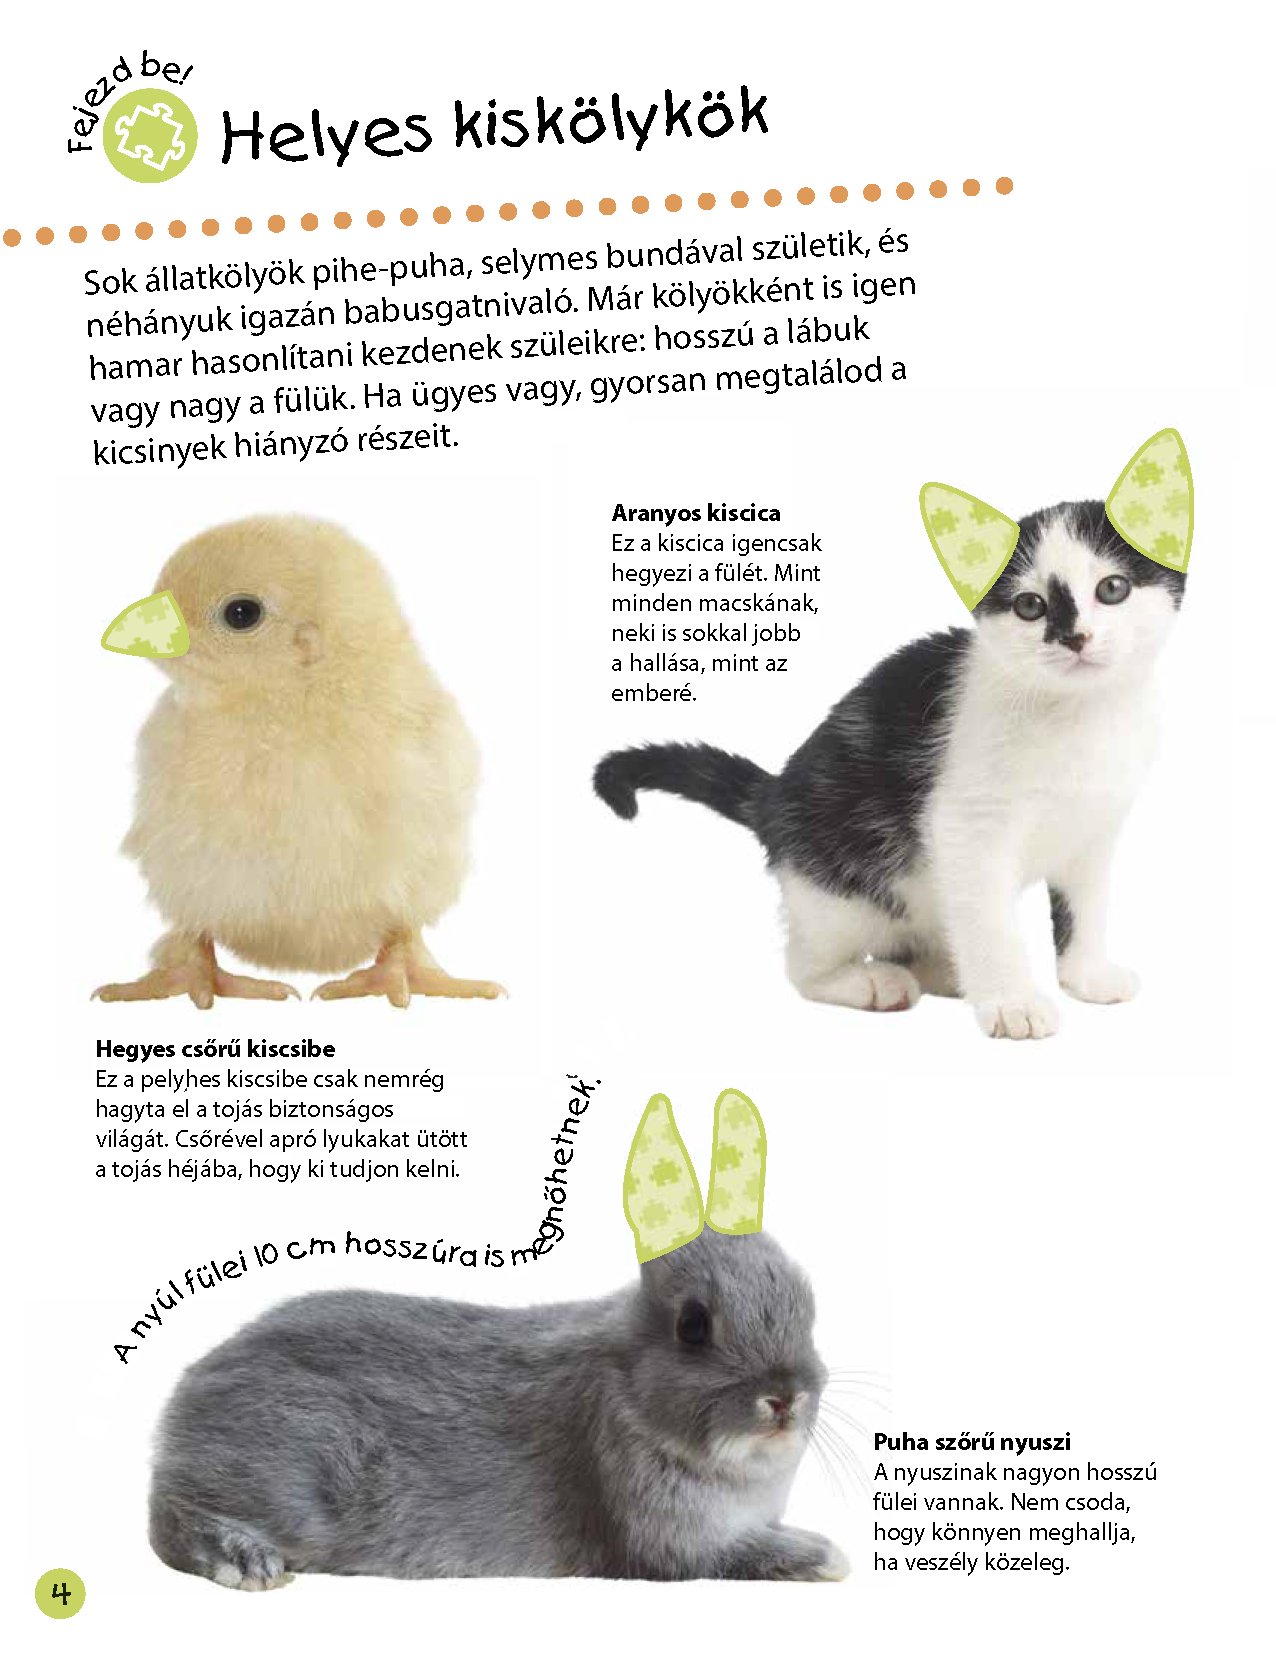 Fejezd be!
Helyes kiskölykök
Sok állatkölyök pihe-puha, selymes bundával születik, és
néhányuk igazán babusgatnivaló. Már kölyökként is igen
hamar hasonlítani kezdenek szüleikre: hosszú a lábuk
vagy nagy a fülük. Ha ügyes vagy, gyorsan megtalálod a
kicsinyek hiányzó részeit.
Aranyos kiscica
Ez a kiscica igencsak
hegyezi a fülét. Mint
minden macskának,
neki is sokkal jobb
a hallása, mint az
emberé.
Hegyes csőrű kiscsibe
Ez a pelyhes kiscsibe csak nemrég
hagyta el a tojás biztonságos
világát. Csőrével apró lyukakat ütött
a tojás héjába, hogy ki tudjon kelni.
A nyúl fülei 10 cm hosszúra is megnőhetnek.
Puha szőrű nyuszi
A nyuszinak nagyon hosszú
fülei vannak. Nem csoda,
hogy könnyen meghallja,
ha veszély közeleg.
4